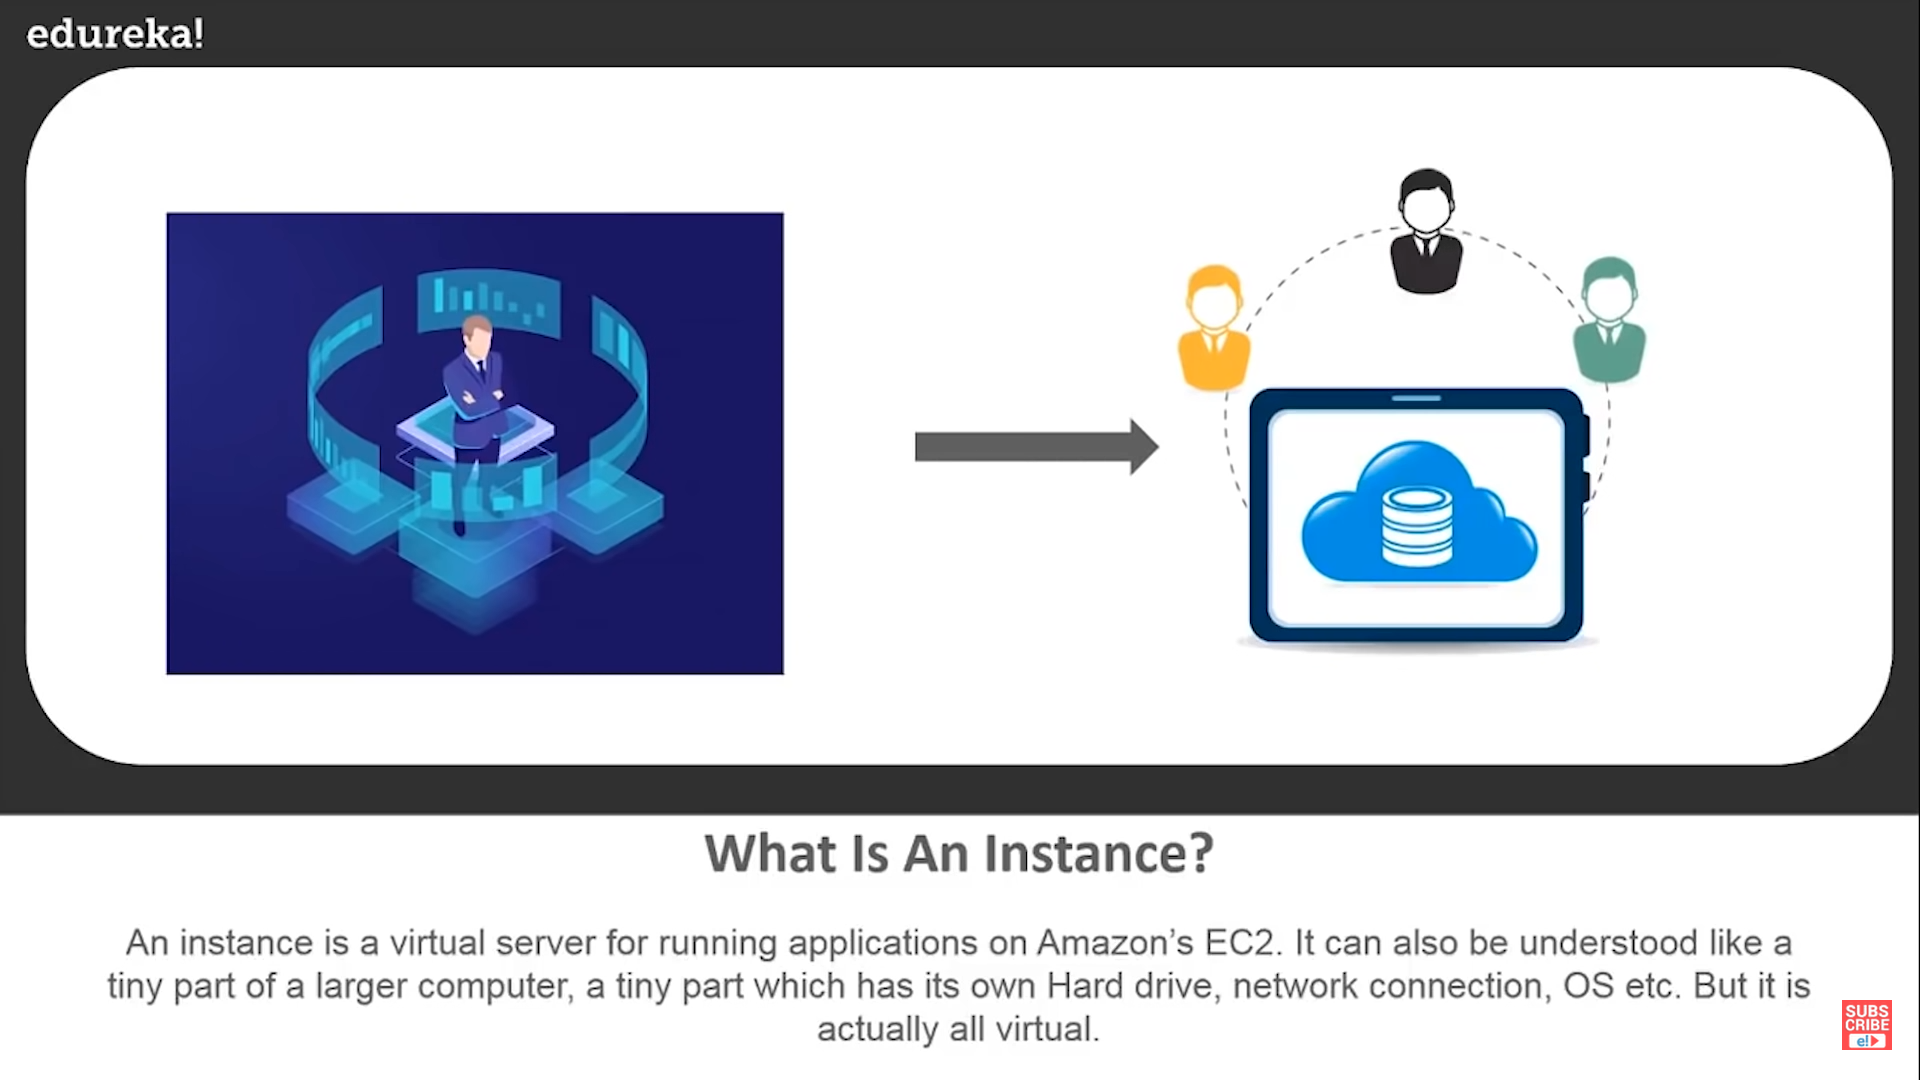 edureka!
What Is An Instance?
An instance is a virtual server for running applications on Amazon’s EC2. It can also be understood like a
tiny part of a larger computer, a tiny part which has its own Hard drive, network connection, OS etc. But it is
actually all virtual.
SUBS
CRIBE
e!